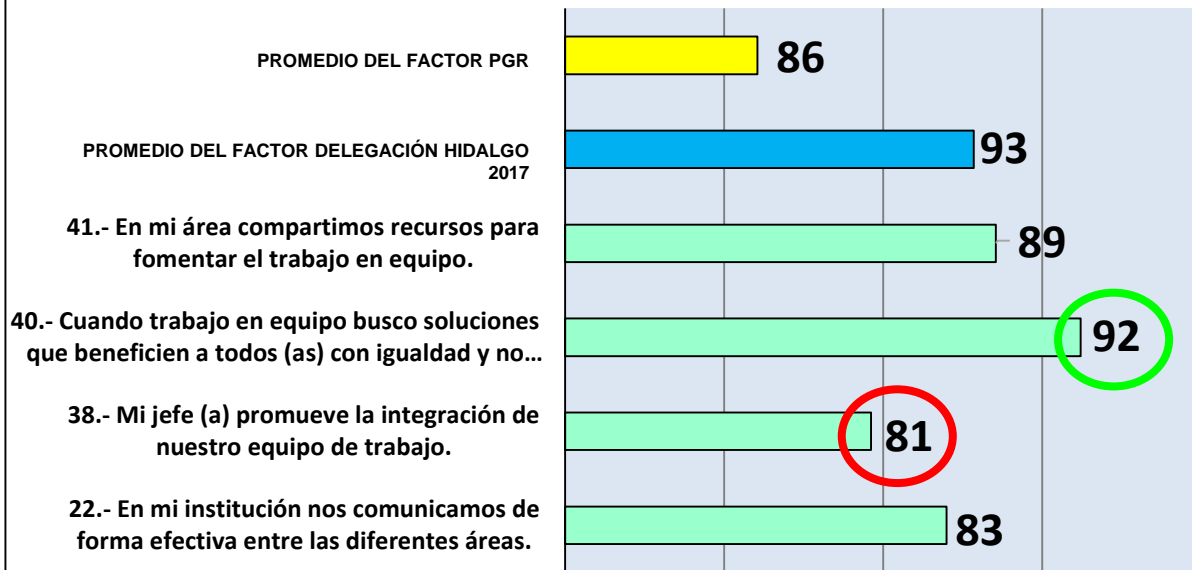 PROMEDIO DEL FACTOR PGR
86
PROMEDIO DEL FACTOR DELEGACIÓN HIDALGO
2017
93
41.- En mi área compartimos recursos para
fomentar el trabajo en equipo.
89
40.- Cuando trabajo en equipo busco soluciones
que beneficien a todos (as) con igualdad y no...
92
38.- Mi jefe (a) promueve la integración de
nuestro equipo de trabajo.
81
22.- En mi institución nos comunicamos de
forma efectiva entre las diferentes áreas.
83